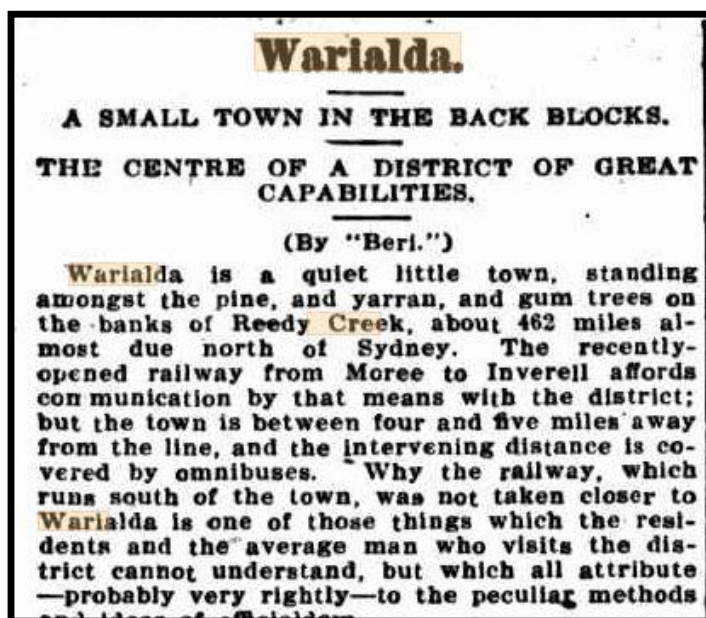 Warialda.
A SMALL TOWN IN THE BACK BLOCKS.
THE CENTRE OF A DISTRICT OF GREAT
CAPABILITIES.
(By "Beri.")
Warialda is a quiet little town, standing
amongst the pine, and yarran, and gum trees on
the banks of Reedy Creek, about 462 miles al-
most due north of Sydney. The recently-
opened railway from Moree to Inverell affords
communication by that means with the district;
but the town is between four and five miles away
from the line, and the intervening distance is co-
vered by omnibuses. Why the railway, which
runs south of the town, was not taken closer to
Warialda is one of those things which the resi-
dents and the average man who visits the dis-
trict cannot understand, but which all attribute
—probably very rightly—to the peculiar methods